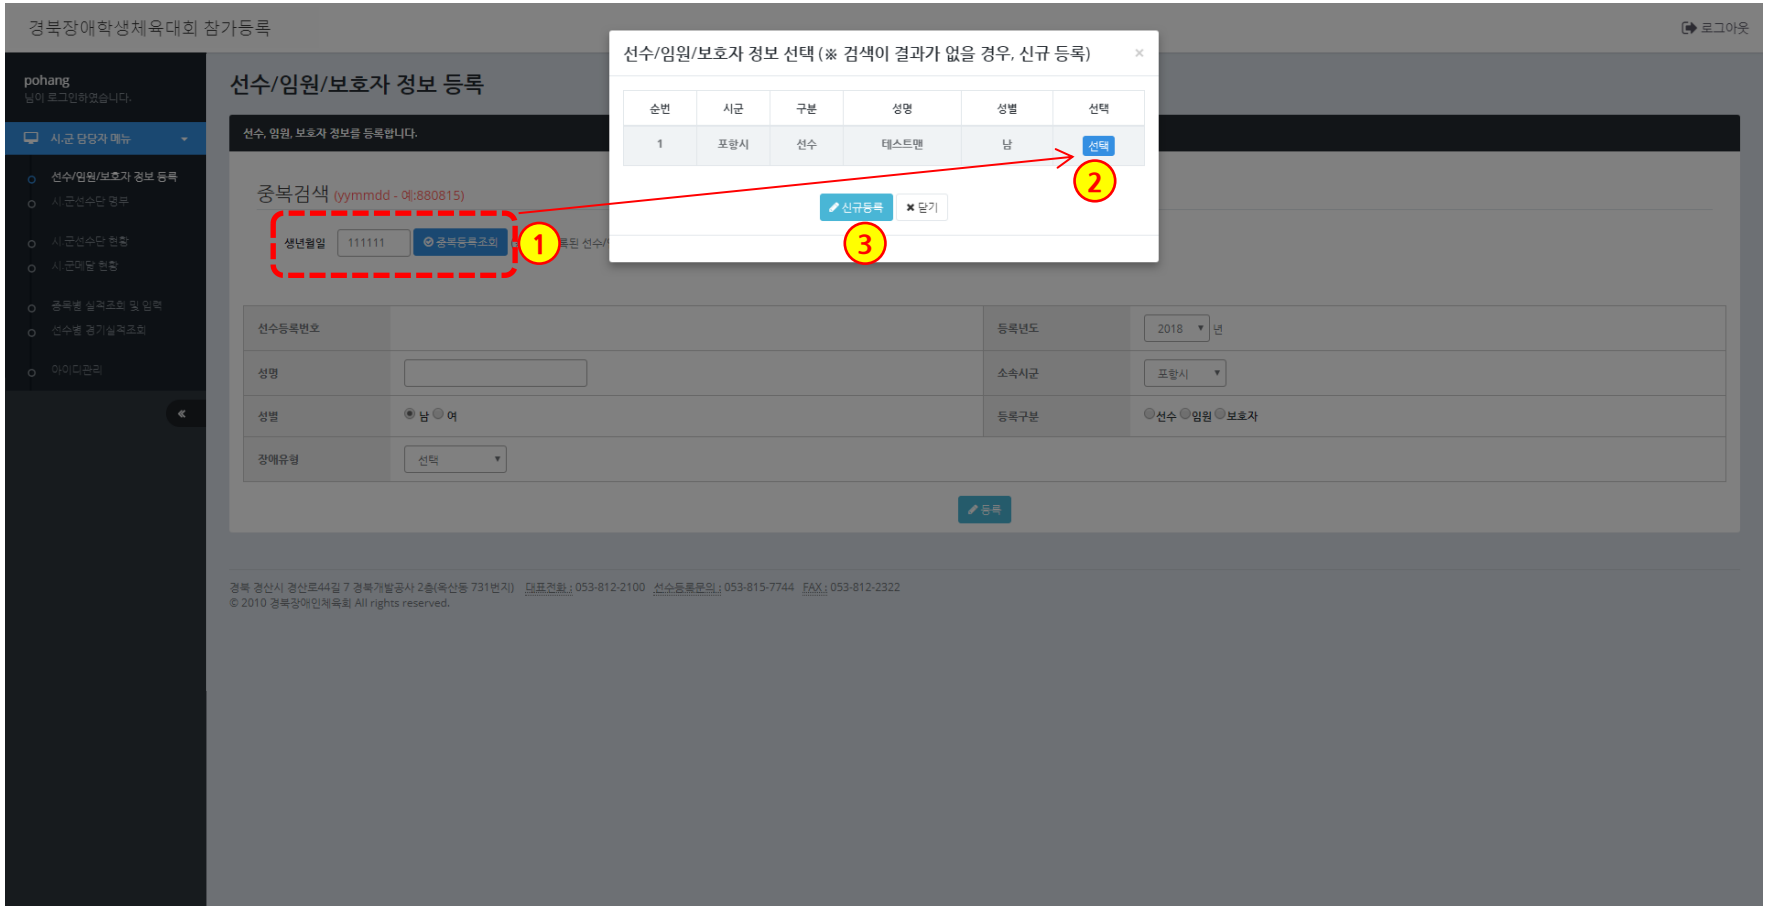 경북장애학생체육대회 참가등록
로그아웃
pohang
님이 로그인하였습니다.
시.군 담당자 메뉴
선수/임원/보호자 정보 등록
시.군선수단 명부
시.군선수단 현황
시.군메달 현황
종목별 실적조회 및 입력
선수별 경기실적조회
아이디관리
선수/임원/보호자 정보 등록
선수, 임원, 보호자 정보를 등록합니다.
중복검색 (yymmdd - 예:880815)
생년월일 111111 중복등록조회
1
록된 선수/
선수/임원/보호자 정보 선택 (※ 검색이 결과가 없을 경우, 신규 등록) ×
순번 시군 구분 성명 성별 선택
1 포항시 선수 테스트맨 남 선택
2
신규등록 닫기
3
선수등록번호 등록년도 2018 년
성명 소속시군 포항시
성별 남 여 등록구분 선수 임원 보호자
장애유형 선택
등록
경북 경산시 경산로44길 7 경북개발공사 2층(옥산동 731번지) 대표전화 : 053-812-2100 선수등록문의 : 053-815-7744 FAX : 053-812-2322
© 2010 경북장애인체육회 All rights reserved.